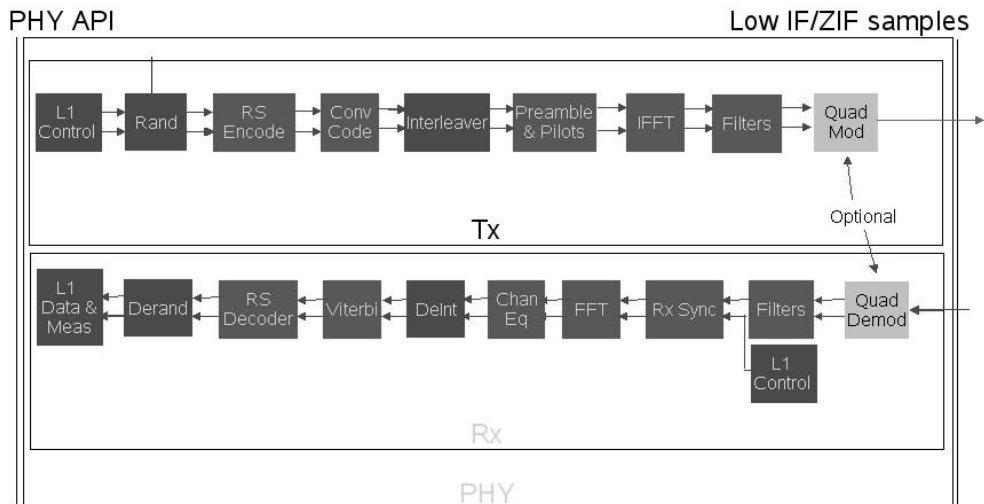 PHY API
Low IF/ZIF samples
L1
Control
Rand
RS
Encode
Conv
Code
Interleaver
Preamble
& Pilots
IFFT
Filters
Quad
Mod
Optional
Tx
L1
Data &
Meas
Derand
RS
Decoder
Viterbi
DeInt
Chan
Eq
FFT
Rx Sync
Filters
Quad
Demod
L1
Control
Rx
PHY